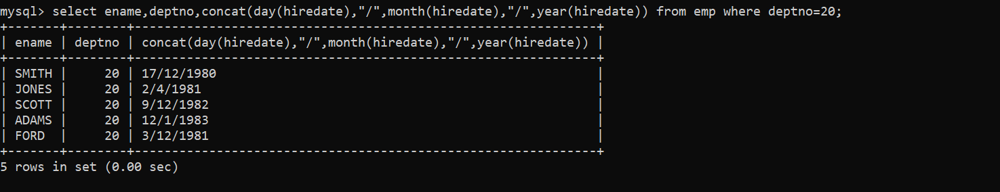 mysql> select ename,deptno,concat(day(hiredate),"/",month(hiredate),"/",year(hiredate)) from emp where deptno=20;
+-------+--------+--------------------------------------------------------------+
| ename | deptno | concat(day(hiredate),"/",month(hiredate),"/",year(hiredate)) |
+-------+--------+--------------------------------------------------------------+
| SMITH |     20 | 17/12/1980                                                   |
| JONES |     20 | 2/4/1981                                                     |
| SCOTT |     20 | 9/12/1982                                                    |
| ADAMS |     20 | 12/1/1983                                                    |
| FORD  |     20 | 3/12/1981                                                    |
+-------+--------+--------------------------------------------------------------+
5 rows in set (0.00 sec)